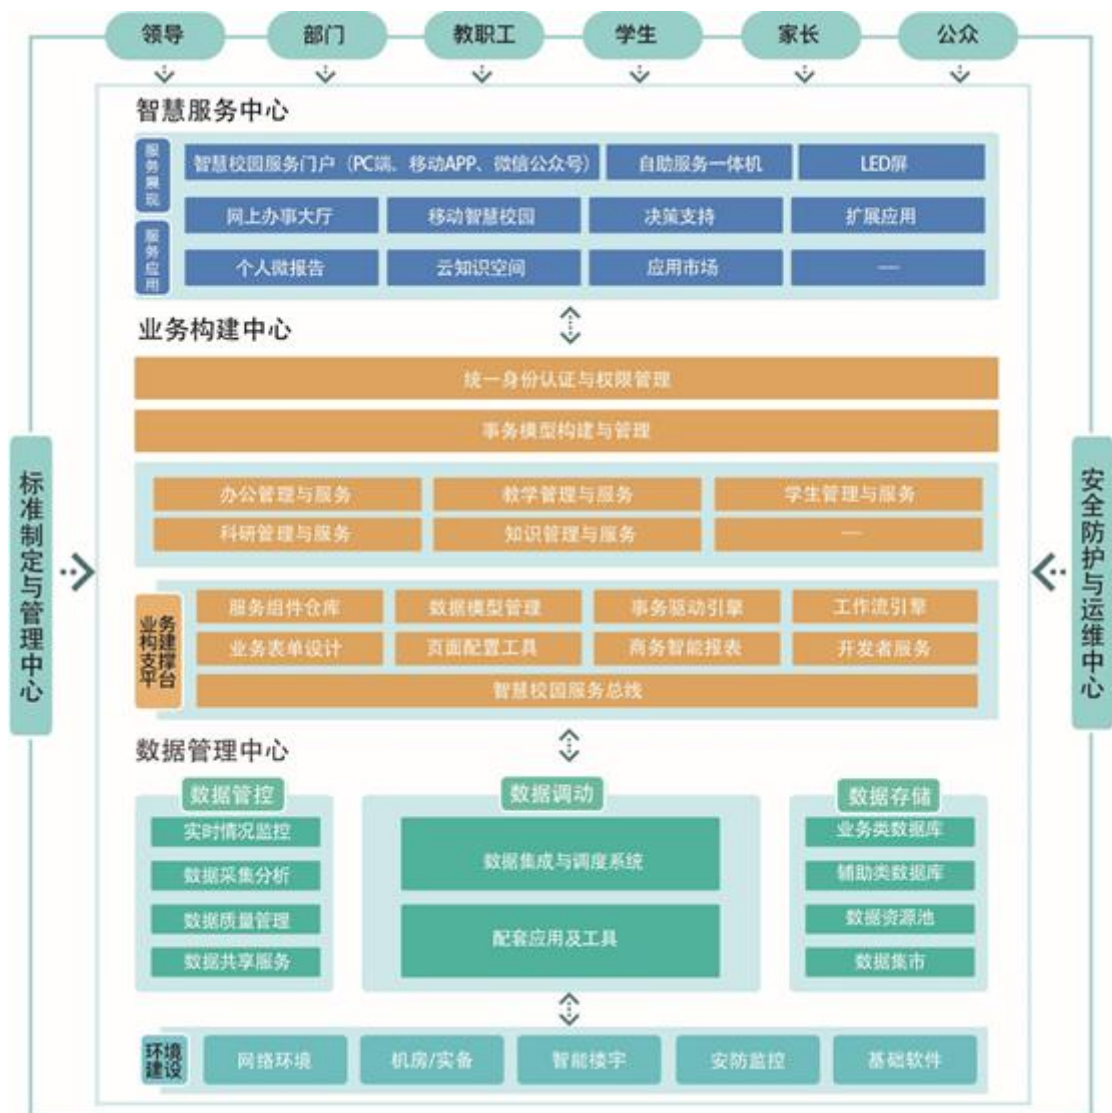 领导
部门
教职工
学生
家长
公众
智慧服务中心
服务展现
智慧校园服务门户（PC端、移动APP、微信公众号）
自助服务一体机
LED屏
网上办事大厅
移动智慧校园
决策支持
扩展应用
服务应用
个人微报告
云知识空间
应用市场
—
业务构建中心
统一身份认证与权限管理
事务模型构建与管理
办公管理与服务
教学管理与服务
学生管理与服务
科研管理与服务
知识管理与服务
—
标准制定与管理中心
安全防护与运维中心
业务构建支撑平台
服务组件仓库
数据模型管理
事务驱动引擎
工作流引擎
业务表单设计
页面配置工具
商务智能报表
开发者服务
智慧校园服务总线
数据管理中心
数据管控
实时情况监控
数据采集分析
数据质量管理
数据共享服务
数据调动
数据集成与调度系统
配套应用及工具
数据存储
业务类数据库
辅助类数据库
数据资源池
数据集市
环境建设
网络环境
机房/实备
智能楼宇
安防监控
基础软件